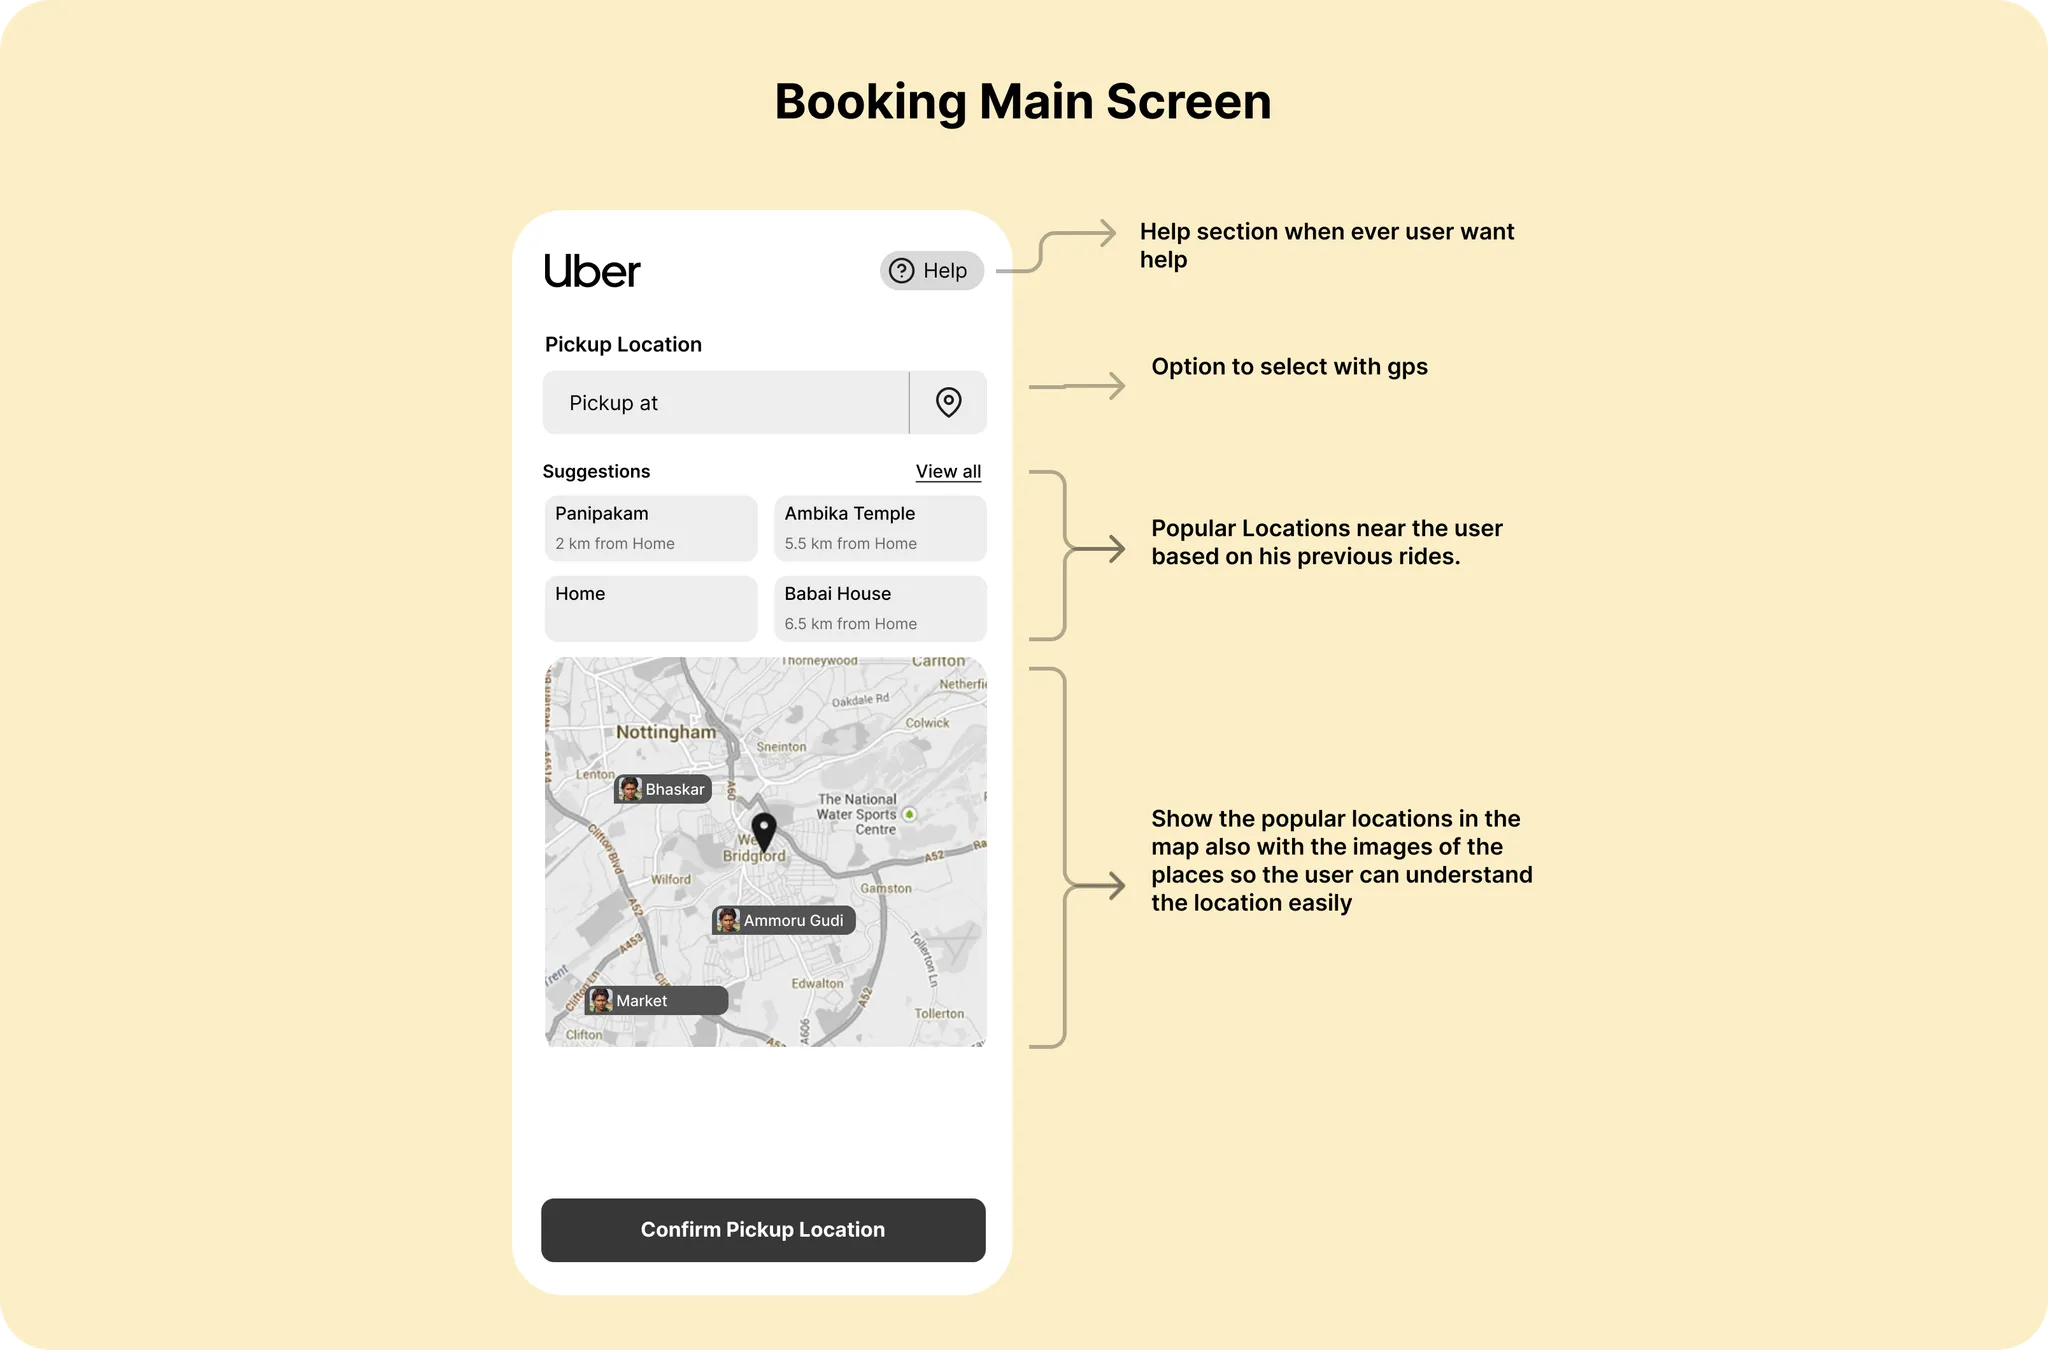 Booking Main Screen
Uber
Help
Help section when ever user want
help
Pickup Location
Pickup at
Option to select with gps
Suggestions
View all
Panipakam
2 km from Home
Ambika Temple
5.5 km from Home
Home
Babai House
6.5 km from Home
Popular Locations near the user
based on his previous rides.
Thorneywood
Carlton
Oakdale Rd
Colwick
Nottingham
Sneinton
Lenton
Bhaskar
A60
The National
Water Sports
Centre
Clifton Blvd
Bridgford
A52
Wilford
Gamston
A52
Ammoru Gudi
A453
Tollerton Ln
Edwalton
Clifton Ln
Market
A52
Tollerton
Clifton
A606
Show the popular locations in the
map also with the images of the
places so the user can understand
the location easily
Confirm Pickup Location